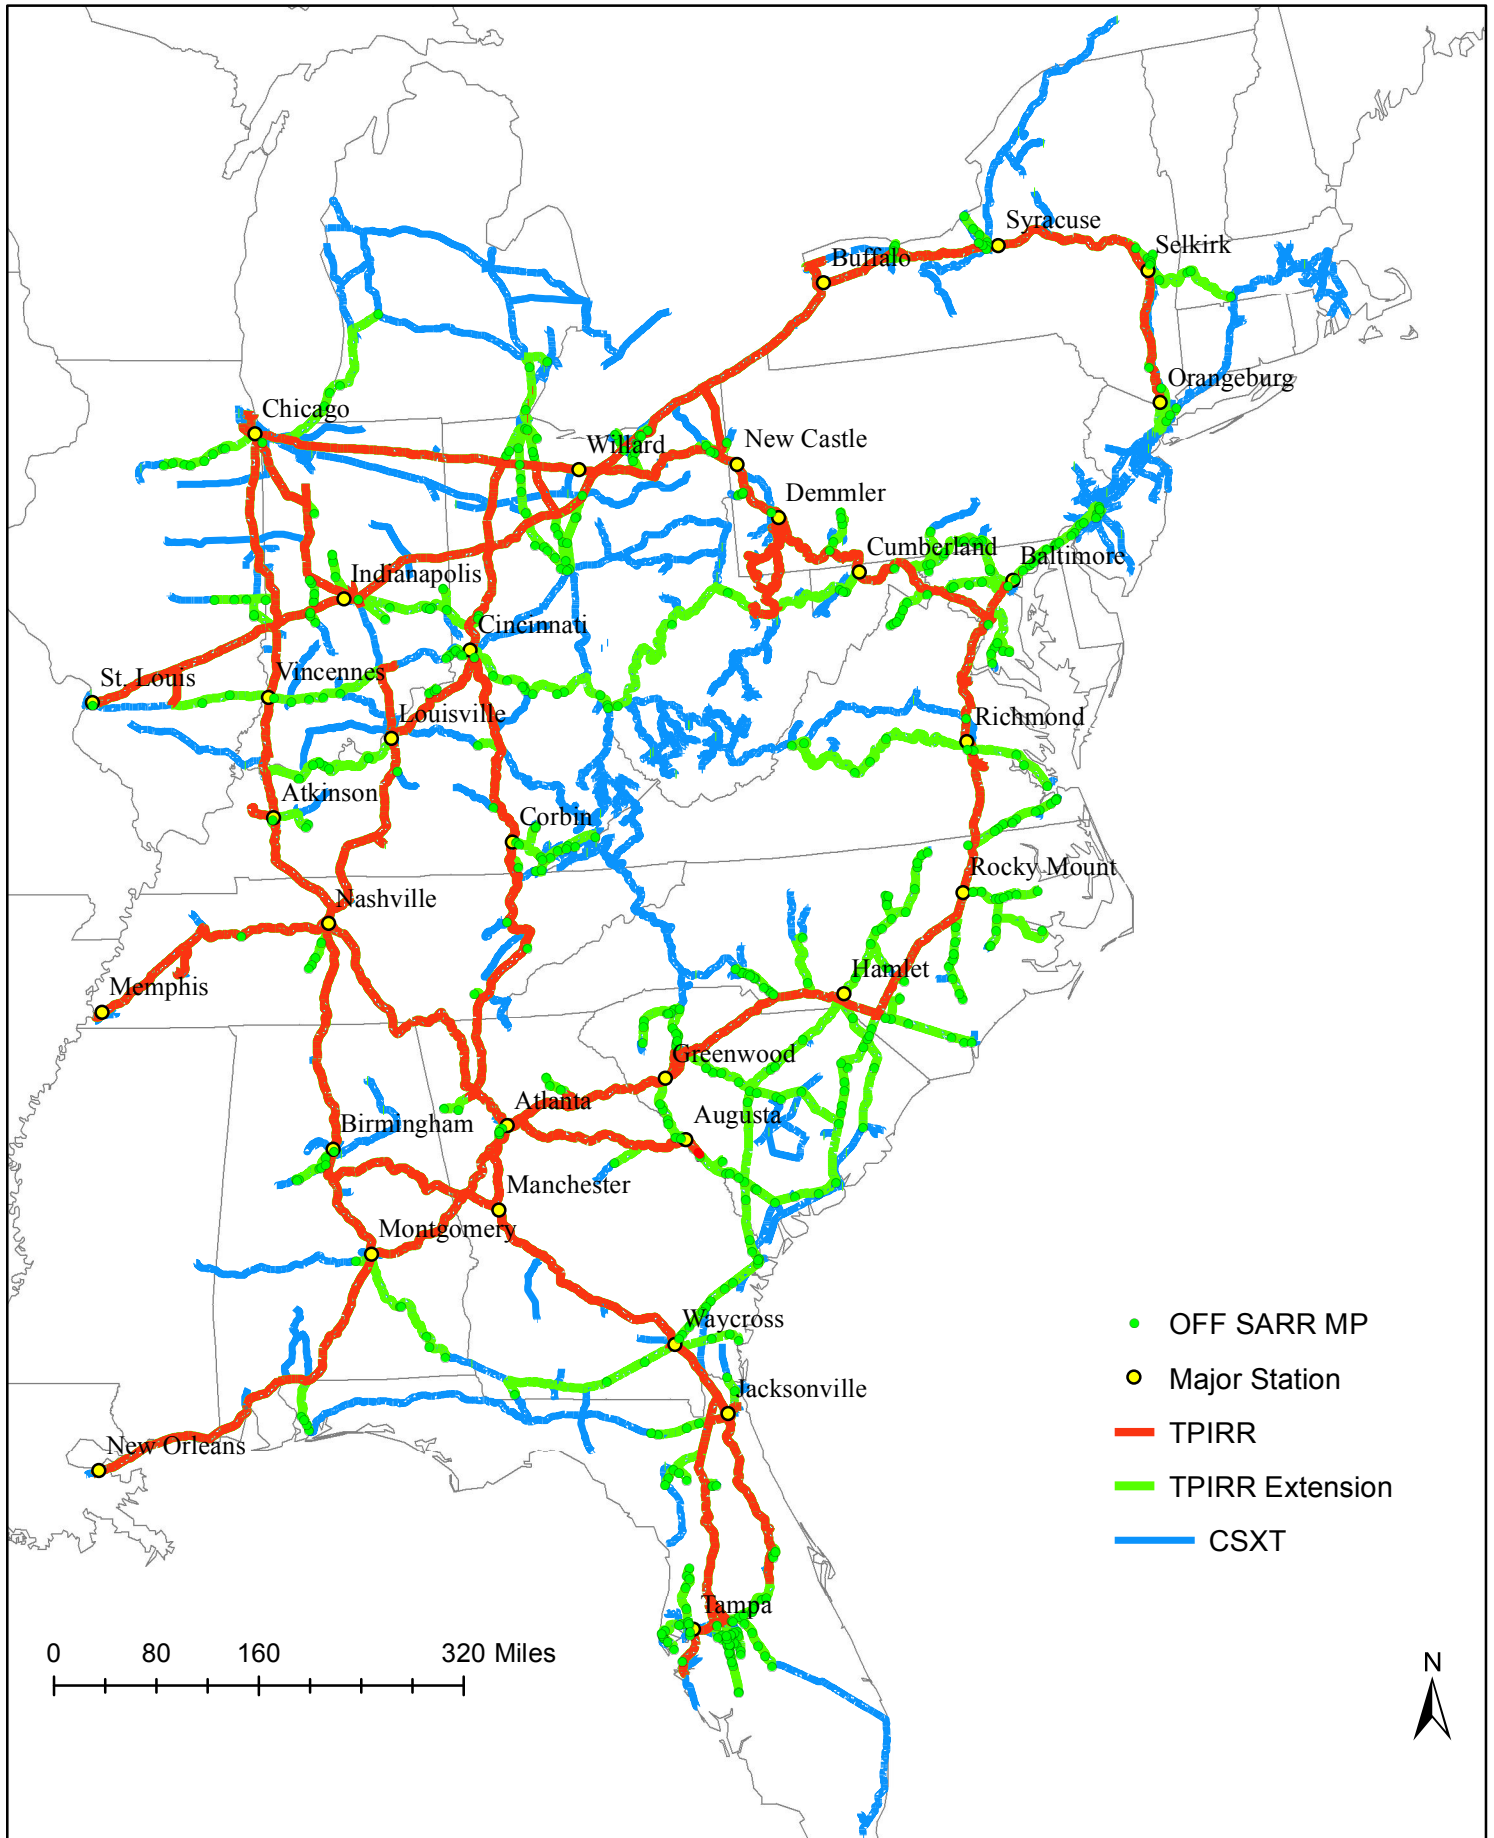 Syracuse
Selkirk
Buffalo
Orangeburg
Chicago
Willard
New Castle
Demmler
Cumberland
Baltimore
Indianapolis
Cincinnati
St. Louis
Vincennes
Louisville
Richmond
Atkinson
Corbin
Rocky Mount
Nashville
Hamlet
Memphis
Greenwood
Atlanta
Augusta
Birmingham
Manchester
Montgomery
Waycross
Jacksonville
New Orleans
Tampa
OFF SARR MP
Major Station
TPIRR
TPIRR Extension
CSXT
0 80 160 320 Miles
N